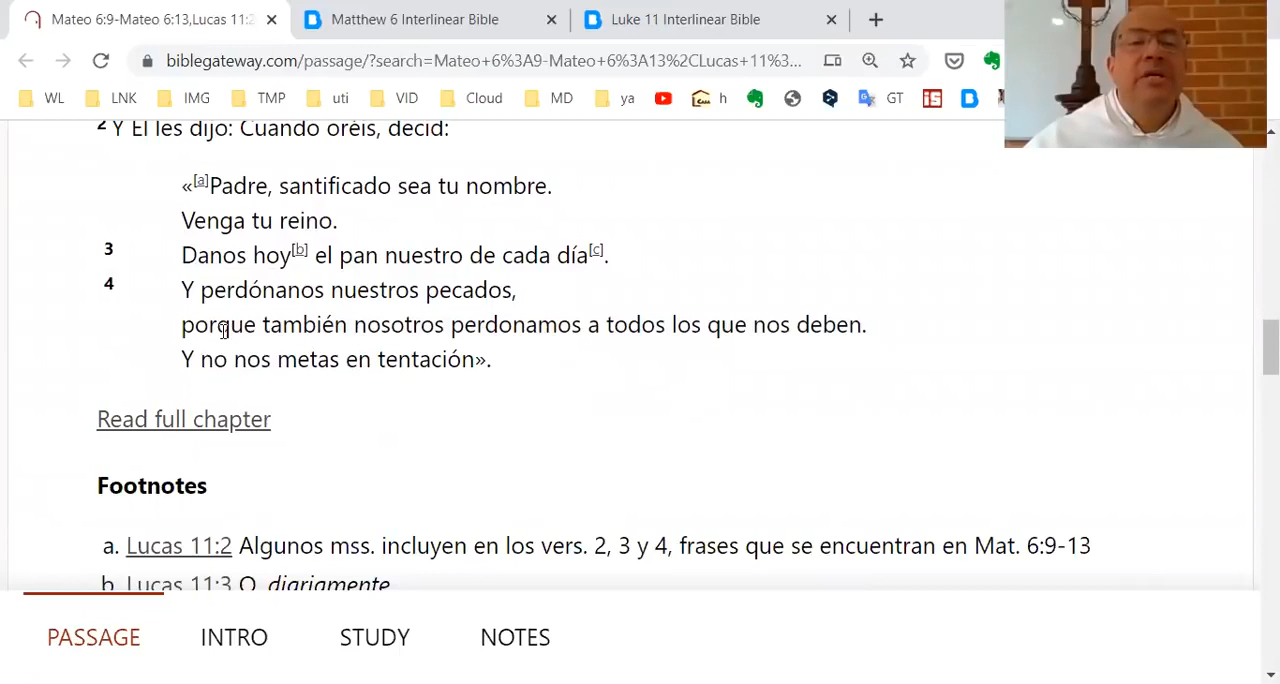 Mateo 6:9-Mateo 6:13,Lucas 11:2
Matthew 6 Interlinear Bible
Luke 11 Interlinear Bible
biblegateway.com/passage/?search=Mateo+6%3A9-Mateo+6%3A13%2CLucas+11%3...
WL LNK IMG TMP uti VID Cloud MD ya h GT
2 Y El les dijo: Cuando oréis, decid:
«[a]Padre, santificado sea tu nombre.
Venga tu reino.
3 Danos hoy[b] el pan nuestro de cada día[c].
4 Y perdónanos nuestros pecados,
porque también nosotros perdonamos a todos los que nos deben.
Y no nos metas en tentación».
Read full chapter
Footnotes
a. Lucas 11:2 Algunos mss. incluyen en los vers. 2, 3 y 4, frases que se encuentran en Mat. 6:9-13
b. Lucas 11:3 O, diariamente
PASSAGE INTRO STUDY NOTES